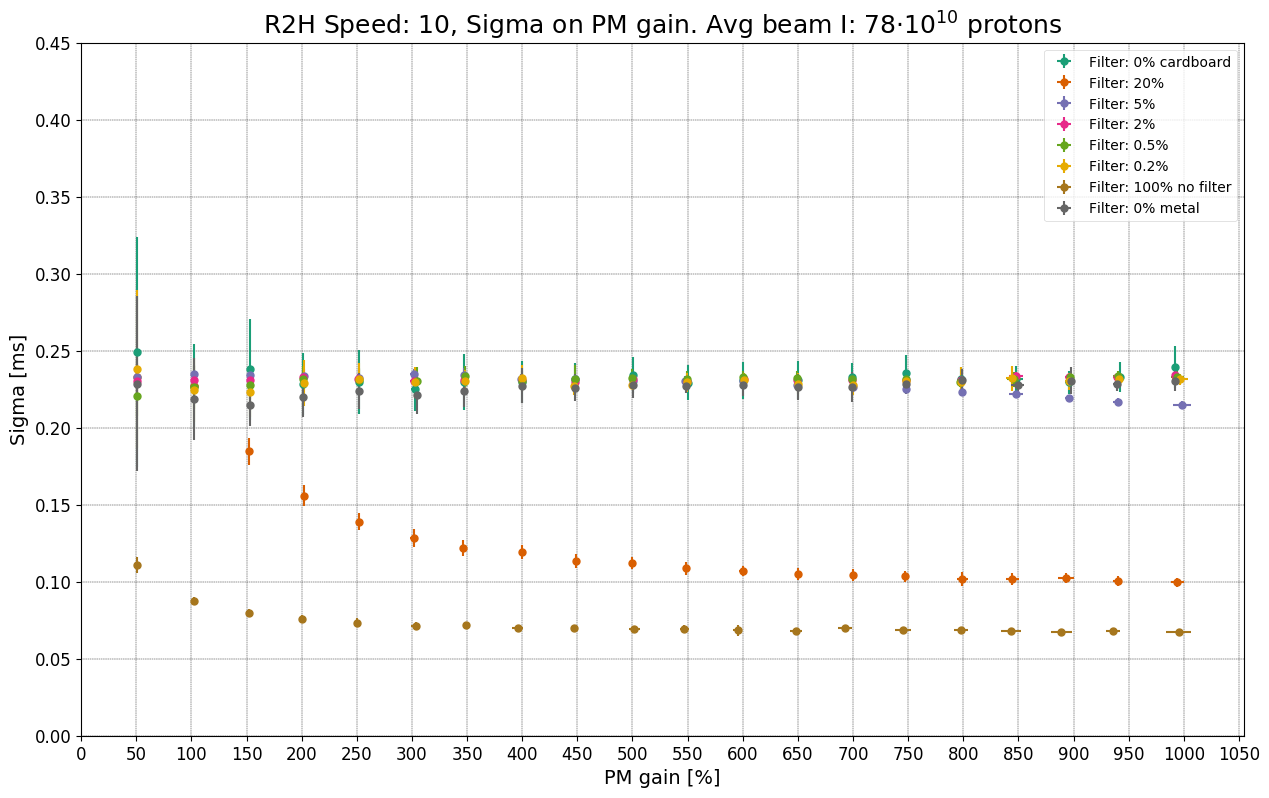 R2H Speed: 10, Sigma on PM gain. Avg beam I: 78·10¹⁰ protons
Filter: 0% cardboard
Filter: 20%
Filter: 5%
Filter: 2%
Filter: 0.5%
Filter: 0.2%
Filter: 100% no filter
Filter: 0% metal
Sigma [ms]
0.45
0.40
0.35
0.30
0.25
0.20
0.15
0.10
0.05
0.00
0 50 100 150 200 250 300 350 400 450 500 550 600 650 700 750 800 850 900 950 1000 1050
PM gain [%]